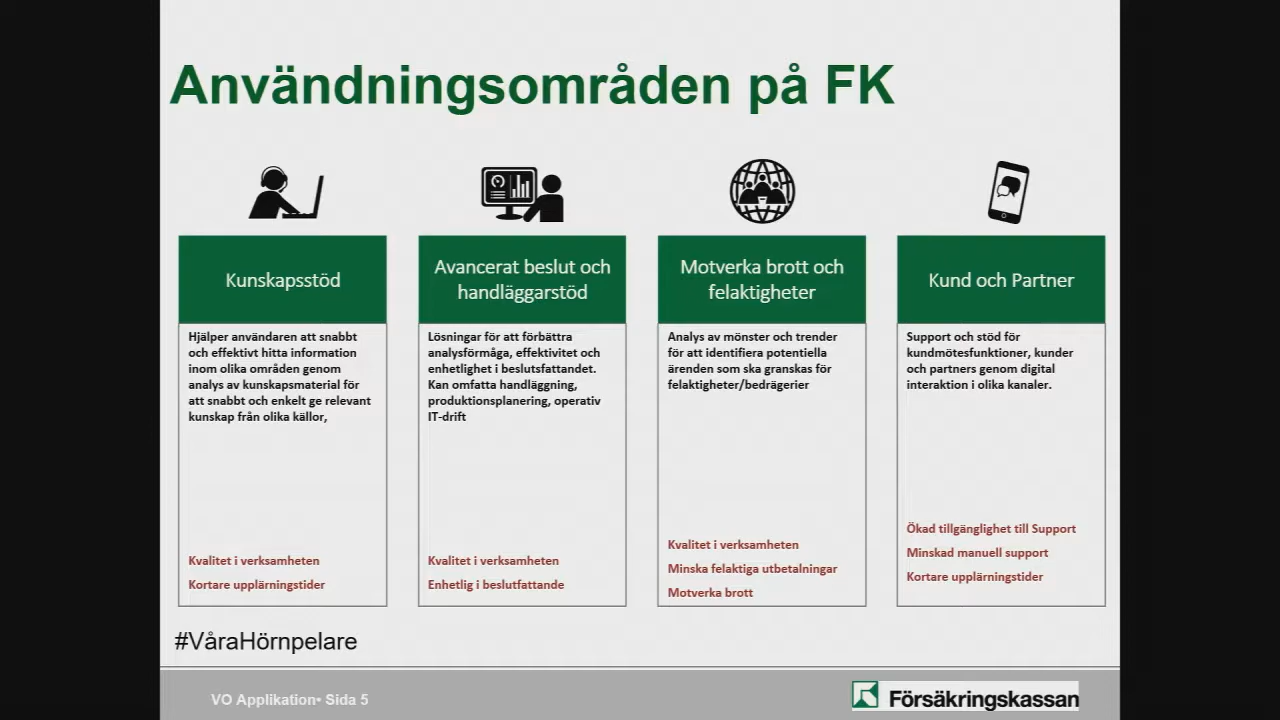 Användningsområden på FK
Kunskapsstöd
Hjälper användaren att snabbt
och effektivt hitta information
inom olika områden genom
analys av kunskapsmaterial för
att snabbt och enkelt ge relevant
kunskap från olika källor,
Kvalitet i verksamheten
Kortare upplärningstider
Avancerat beslut och
handläggarstöd
Lösningar för att förbättra
analysförmåga, effektivitet och
enhetlighet i beslutsfattandet.
Kan omfatta handläggning,
produktionsplanering, operativ
IT-drift
Kvalitet i verksamheten
Enhetlig i beslutfattande
Motverka brott och
felaktigheter
Analys av mönster och trender
för att identifiera potentiella
ärenden som ska granskas för
felaktigheter/bedrägerier
Kvalitet i verksamheten
Minska felaktiga utbetalningar
Motverka brott
Kund och Partner
Support och stöd för
kundmötesfunktioner, kunder
och partners genom digital
interaktion i olika kanaler.
Ökad tillgänglighet till Support
Minskad manuell support
Kortare upplärningstider
#VåraHörnpelare
VO Applikation• Sida 5
Försäkringskassan